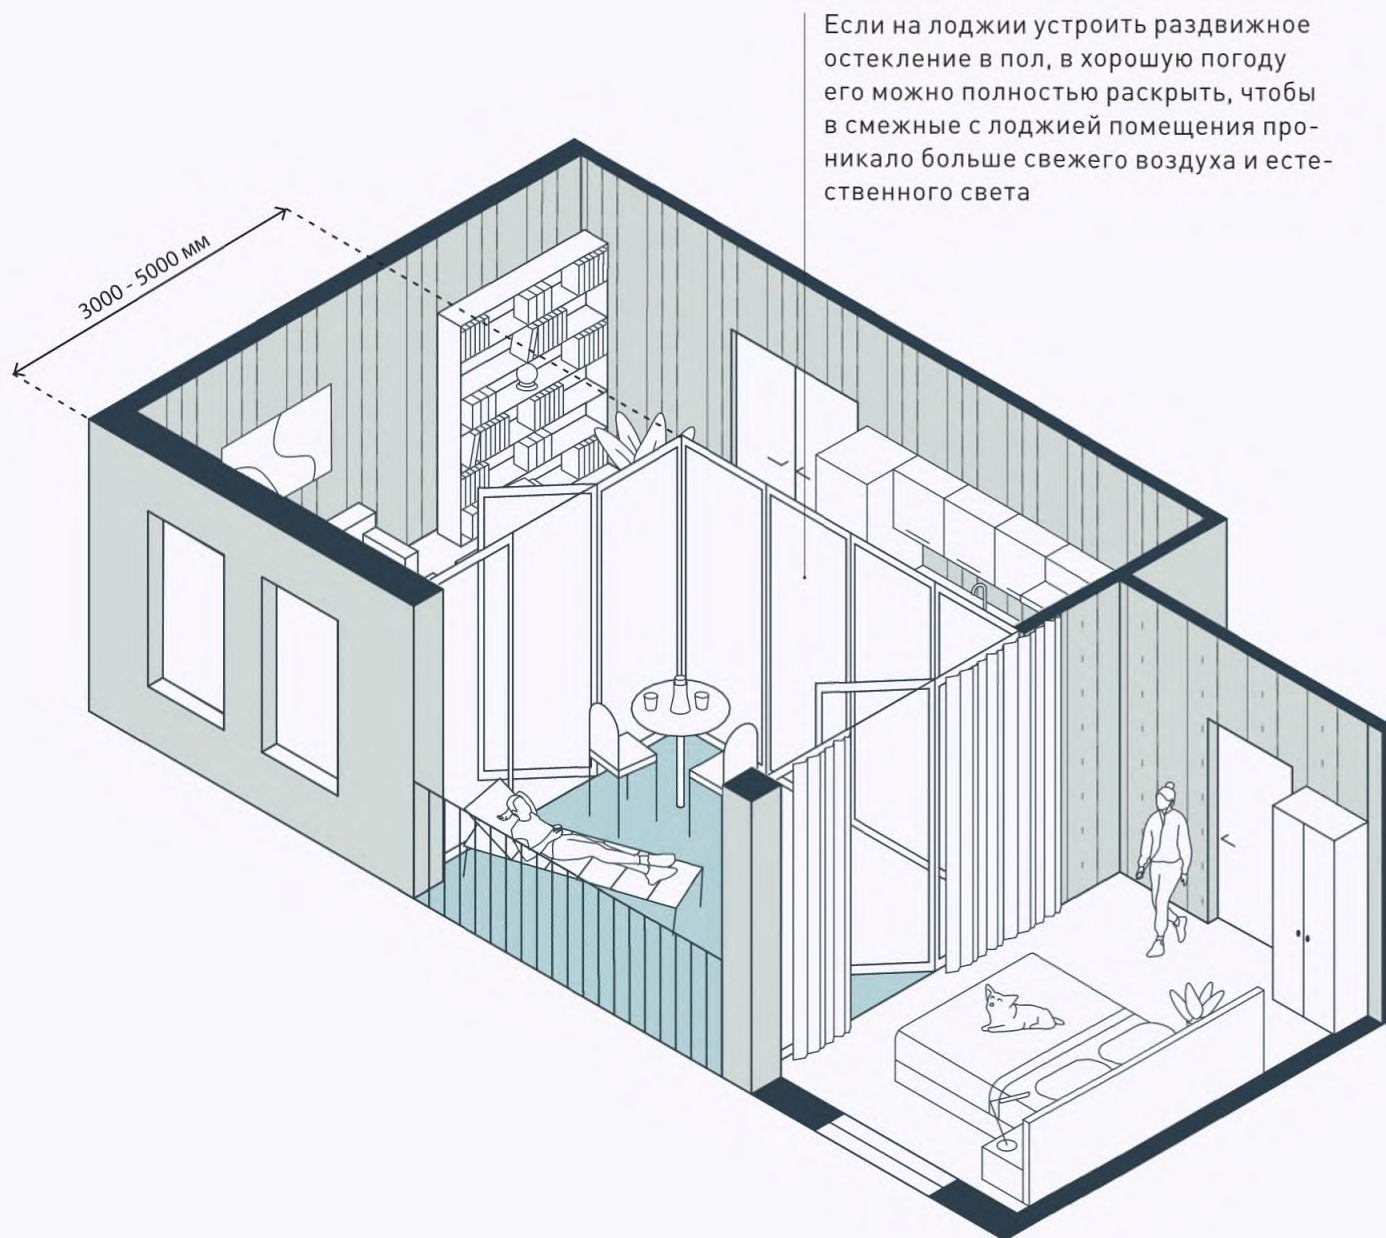 Если на лоджии устроить раздвижное
остекление в пол, в хорошую погоду
его можно полностью раскрыть, чтобы
в смежные с лоджией помещения про-
никало больше свежего воздуха и есте-
ственного света
3000 - 5000 мм